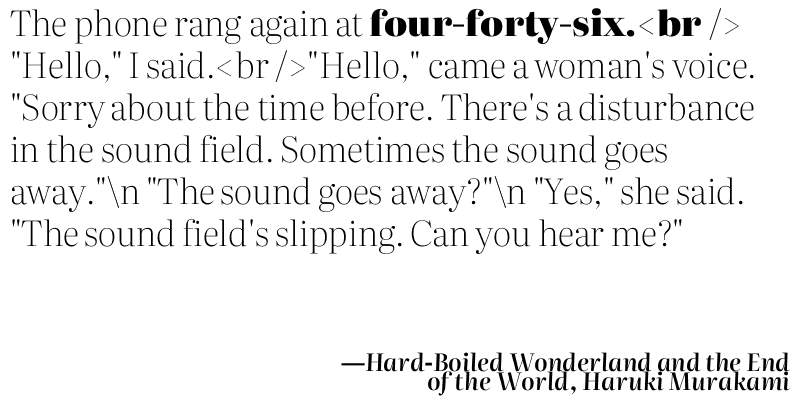 The phone rang again at four-forty-six.<br />
"Hello," I said.<br />"Hello," came a woman's voice.
"Sorry about the time before. There's a disturbance
in the sound field. Sometimes the sound goes
away."\n "The sound goes away?"\n "Yes," she said.
"The sound field's slipping. Can you hear me?"
—Hard-Boiled Wonderland and the End
of the World, Haruki Murakami